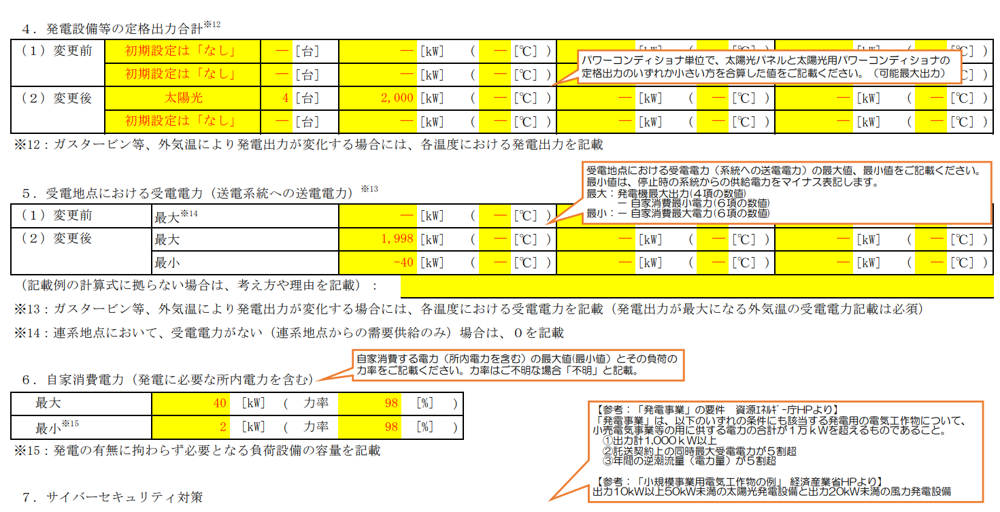 ４．発電設備等の定格出力合計※12
（１）変更前 初期設定は「なし」 － [台] － [kW] ( － [℃] ) [℃] )
初期設定は「なし」 － [台] － [kW] ( － [℃] ) [℃] )
パワーコンディショナ単位で、太陽光パネルと太陽光用パワーコンディショナの
定格出力のいずれか小さい方を合算した値をご記載ください。（可能最大出力）
（２）変更後 太陽光 4 [台] 2,000 [kW] ( － [℃] ) － [kW] ( － [℃] ) － [kW] ( － [℃] )
初期設定は「なし」 － [台] － [kW] ( － [℃] ) － [kW] ( － [℃] ) － [kW] ( － [℃] )
※12：ガスタービン等、外気温により発電出力が変化する場合には、各温度における発電出力を記載
受電地点における受電電力（系統への送電電力）の最大値、最小値をご記載ください。
最小値は、停止時の系統からの供給電力をマイナス表記します。
最大：発電機最大出力(４項の数値)
－ 自家消費最小電力(６項の数値)
最小：－ 自家消費最大電力(６項の数値)
５．受電地点における受電電力（送電系統への送電電力）※13
（１）変更前 最大※14 － [kW] ( － [℃] )
（２）変更後 最大 1,998 [kW] ( － [℃] ) － [kW] ( － [℃] ) － [kW] ( － [℃] )
最小 -40 [kW] ( － [℃] ) － [kW] ( － [℃] ) － [kW] ( － [℃] )
（記載例の計算式に拠らない場合は、考え方や理由を記載）：
※13：ガスタービン等、外気温により発電出力が変化する場合には、各温度における受電電力を記載（発電出力が最大になる外気温の受電電力記載は必須）
※14：連系地点において、受電電力がない（連系地点からの需要供給のみ）場合は、０を記載
自家消費する電力（所内電力を含む）の最大値(最小値）とその負荷の
力率をご記載ください。力率はご不明な場合「不明」と記載。
６．自家消費電力（発電に必要な所内電力を含む）
最大 40 [kW] ( 力率 98 [%] )
最小※15 2 [kW] ( 力率 98 [%] )
※15：発電の有無に拘わらず必要となる負荷設備の容量を記載
【参考：「発電事業」の要件　資源ｴﾈﾙｷﾞｰ庁HPより】
「発電事業」は、以下のいずれの条件にも該当する発電用の電気工作物について、
小売電気事業等の用に供する電力の合計が１万ｋWを超えるものであること。
①出力計1,000ｋW以上
②託送契約上の同時最大受電電力が５割超
③年間の逆潮流量（電力量）が５割超
【参考：「小規模事業用電気工作物の例」 経済産業省HPより】
出力10kW以上50kW未満の太陽光発電設備と出力20kW未満の風力発電設備
７．サイバーセキュリティ対策